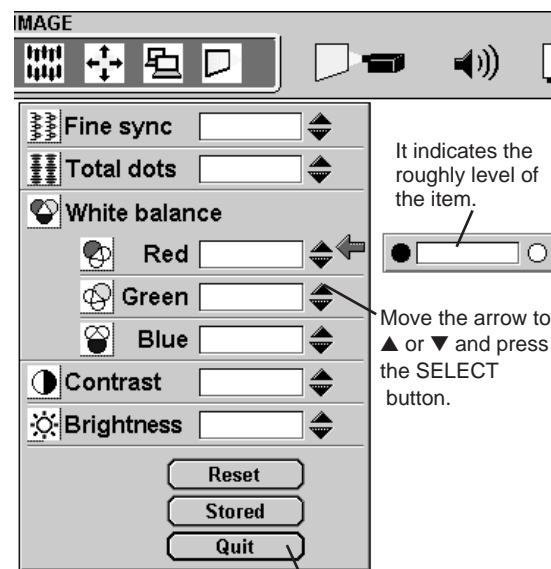 IMAGE
Fine sync
Total dots
White balance
Red
Green
Blue
Contrast
Brightness
Reset
Stored
Quit
It indicates the
roughly level of
the item.
Move the arrow to
▲ or ▼ and press
the SELECT
button.